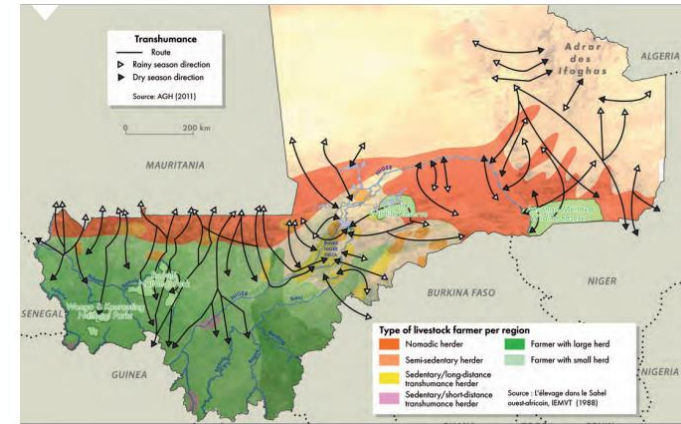 Transhumance
Route
Rainy season direction
Dry season direction
Source: AGH (2011)
0 200 km
MAURITANIA
ALGERIA
Adrar
des
Ifoghas
NIGER
BURKINA FASO
NIGER
SENEGAL
GUINEA
NIGER
NIGERIA
Type of livestock farmer per region
Nomadic herder
Semi-sedentary herder
Sedentary/long-distance
transhumance herder
Sedentary/short-distance
transhumance herder
Farmer with large herd
Farmer with small herd
Source : L'élevage dans le Sahel
ouest-africain, IEMVT (1988)